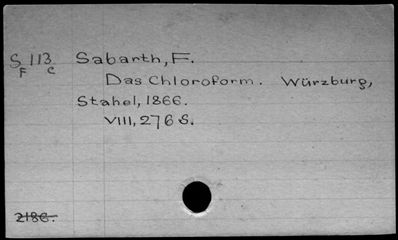 S 113 Sabarth, F.
F C
Das Chloroform. Würzburg,
Stahel, 1866.
VIII, 276 S.
2186.